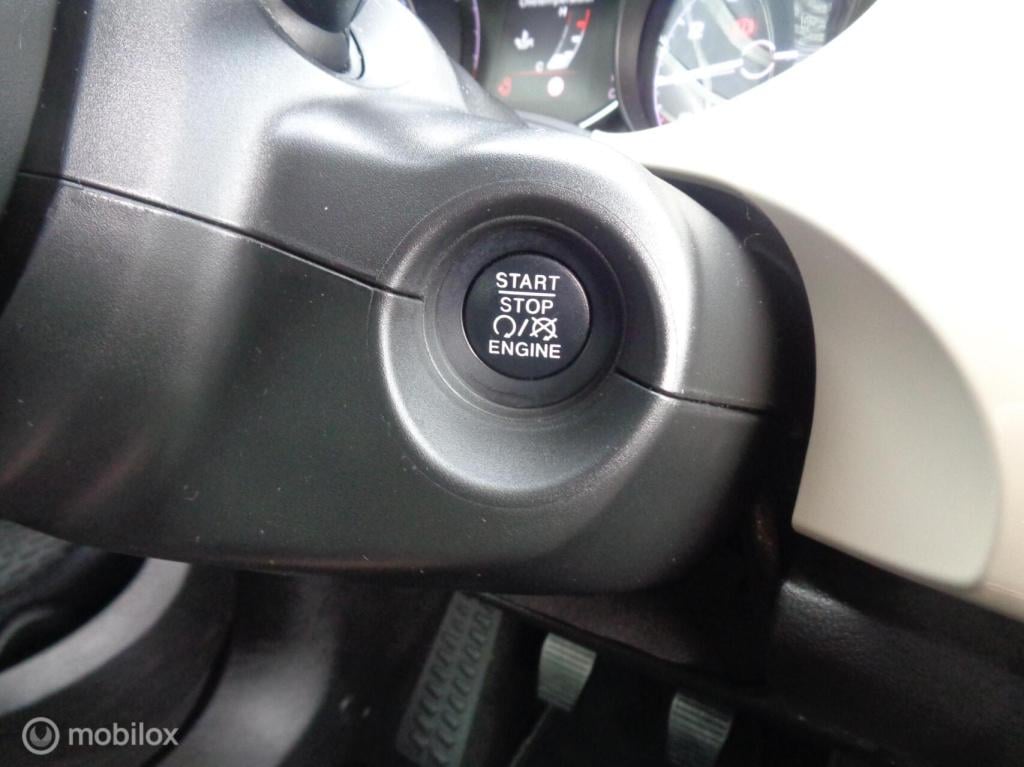 H
C
START
STOP
ENGINE
mobilox